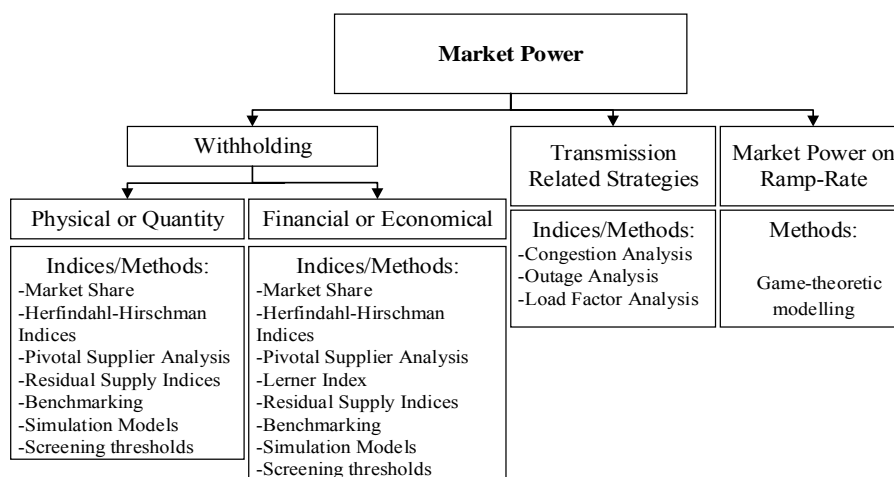 Market Power
Withholding
Transmission
Related Strategies
Market Power on
Ramp-Rate
Physical or Quantity
Financial or Economical
Indices/Methods:
-Market Share
-Herfindahl-Hirschman
Indices
-Pivotal Supplier Analysis
-Residual Supply Indices
-Benchmarking
-Simulation Models
-Screening thresholds
Indices/Methods:
-Market Share
-Herfindahl-Hirschman
Indices
-Pivotal Supplier Analysis
-Lerner Index
-Residual Supply Indices
-Benchmarking
-Simulation Models
-Screening thresholds
Indices/Methods:
-Congestion Analysis
-Outage Analysis
-Load Factor Analysis
Methods:
Game-theoretic
modelling